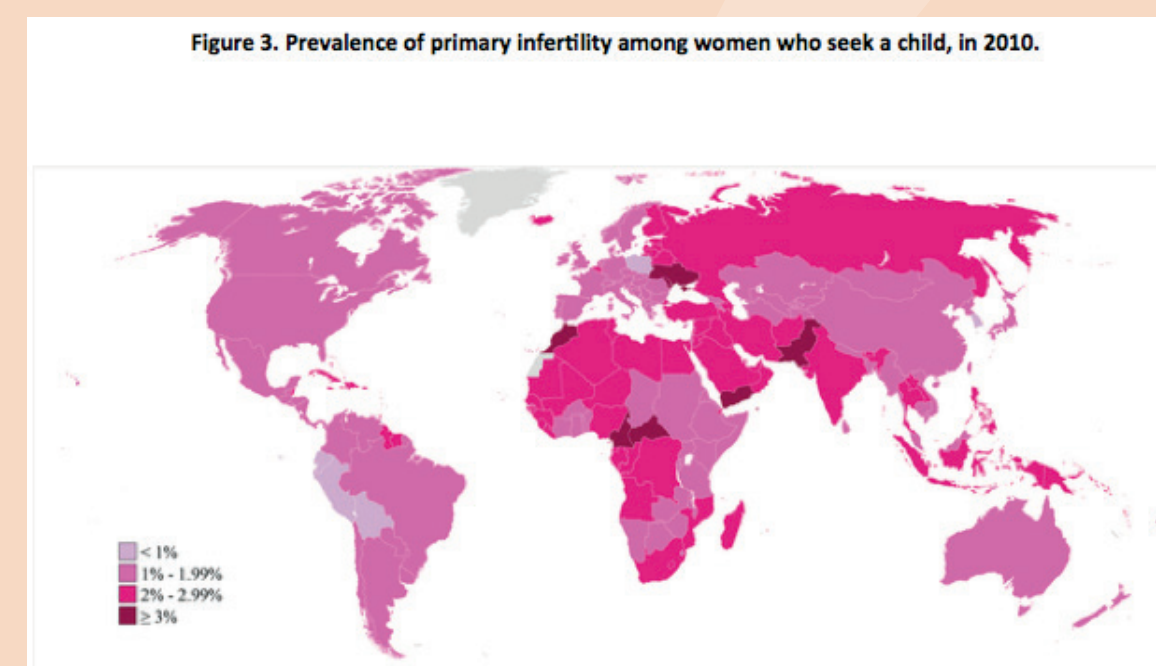 Figure 3. Prevalence of primary infertility among women who seek a child, in 2010.
< 1%
1% - 1.99%
2% - 2.99%
≥ 3%